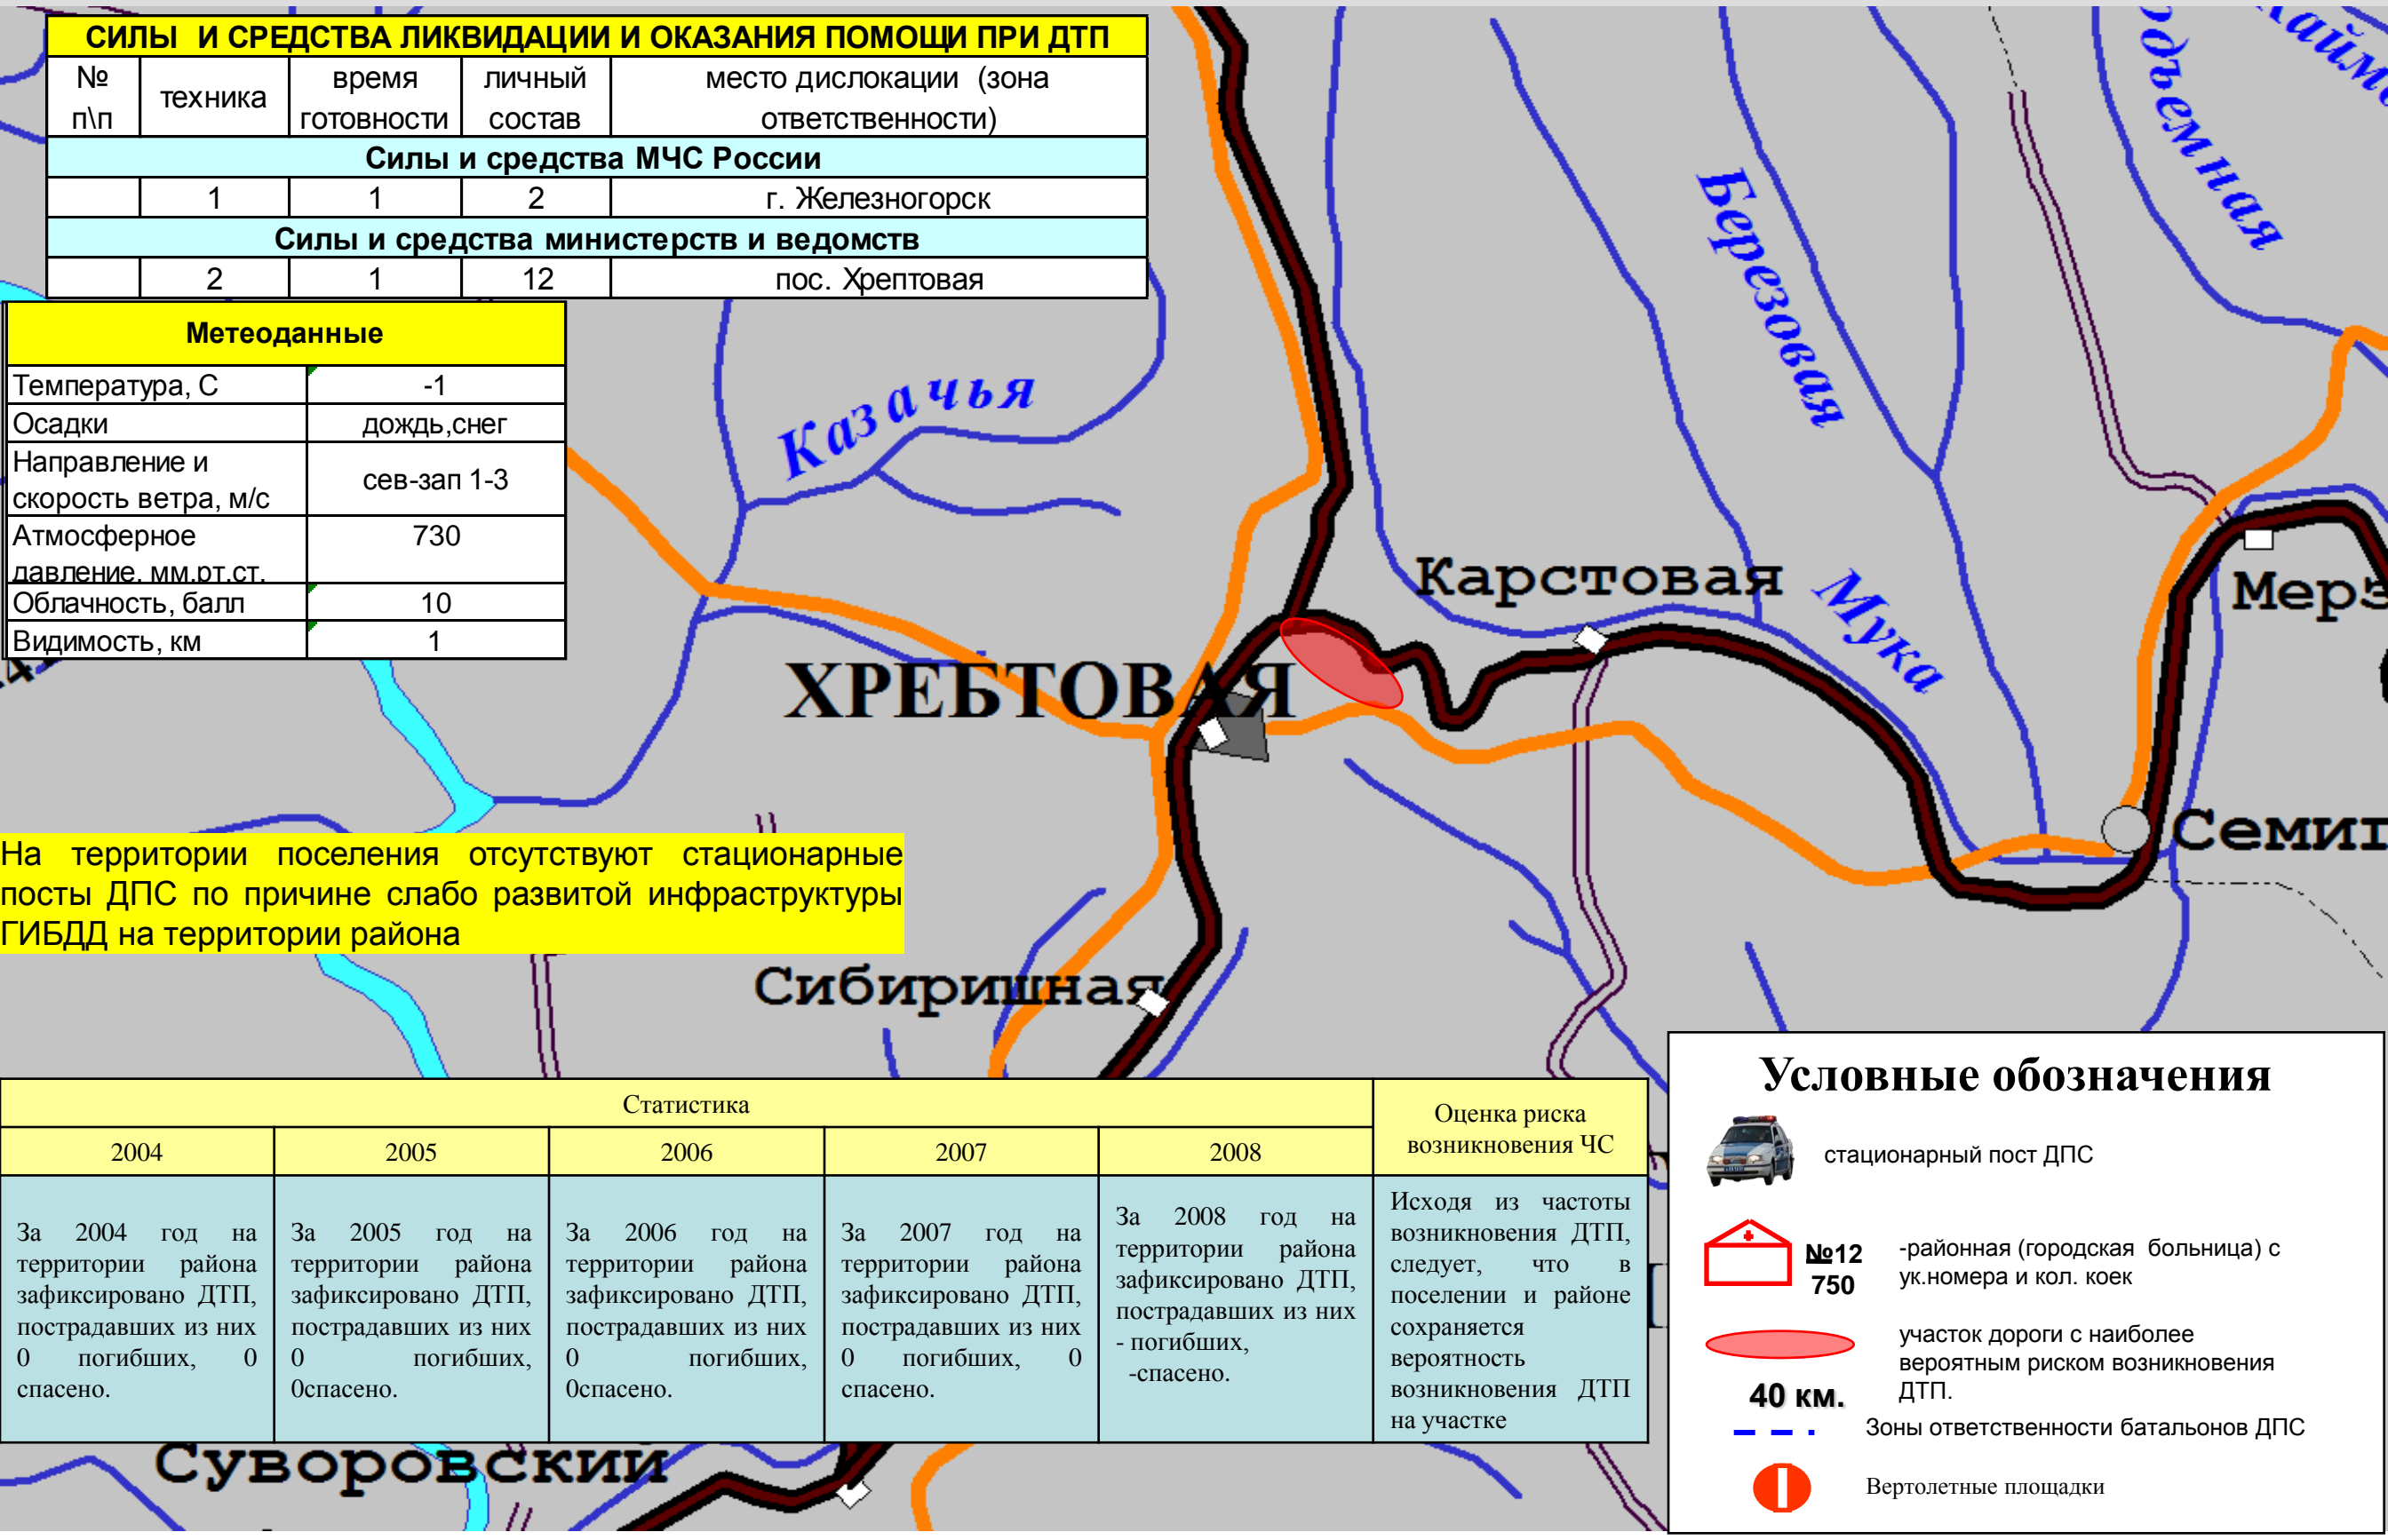 СИЛЫ И СРЕДСТВА ЛИКВИДАЦИИ И ОКАЗАНИЯ ПОМОЩИ ПРИ ДТП
№ п\п
техника
время готовности
личный состав
место дислокации (зона ответственности)
Силы и средства МЧС России
1 1 2 г. Железногорск
Силы и средства министерств и ведомств
2 1 12 пос. Хрептовая
Метеоданные
Температура, С -1
Осадки дождь,снег
Направление и
скорость ветра, м/с
сев-зап 1-3
Атмосферное
давление, мм.рт.ст.
730
Облачность, балл 10
Видимость, км 1
Казачья
Березовая
Карстовая
Мука
ХРЕБТОВАЯ
Сибиришная
Суворовский
На территории поселения отсутствуют стационарные
посты ДПС по причине слабо развитой инфраструктуры
ГИБДД на территории района
Статистика
Оценка риска
возникновения ЧС
2004
2005
2006
2007
2008
За 2004 год на
территории района
зафиксировано ДТП,
пострадавших из них
0 погибших, 0
спасено.
За 2005 год на
территории района
зафиксировано ДТП,
пострадавших из них
0 погибших,
0спасено.
За 2006 год на
территории района
зафиксировано ДТП,
пострадавших из них
0 погибших,
0спасено.
За 2007 год на
территории района
зафиксировано ДТП,
пострадавших из них
0 погибших, 0
спасено.
За 2008 год на
территории района
зафиксировано ДТП,
пострадавших из них
- погибших,
-спасено.
Исходя из частоты
возникновения ДТП,
следует, что в
поселении и районе
сохраняется
вероятность
возникновения ДТП
на участке
Условные обозначения
стационарный пост ДПС
№12
750
-районная (городская больница) с
ук.номера и кол. коек
участок дороги с наиболее
вероятным риском возникновения
ДТП.
40 км.
Зоны ответственности батальонов ДПС
Вертолетные площадки